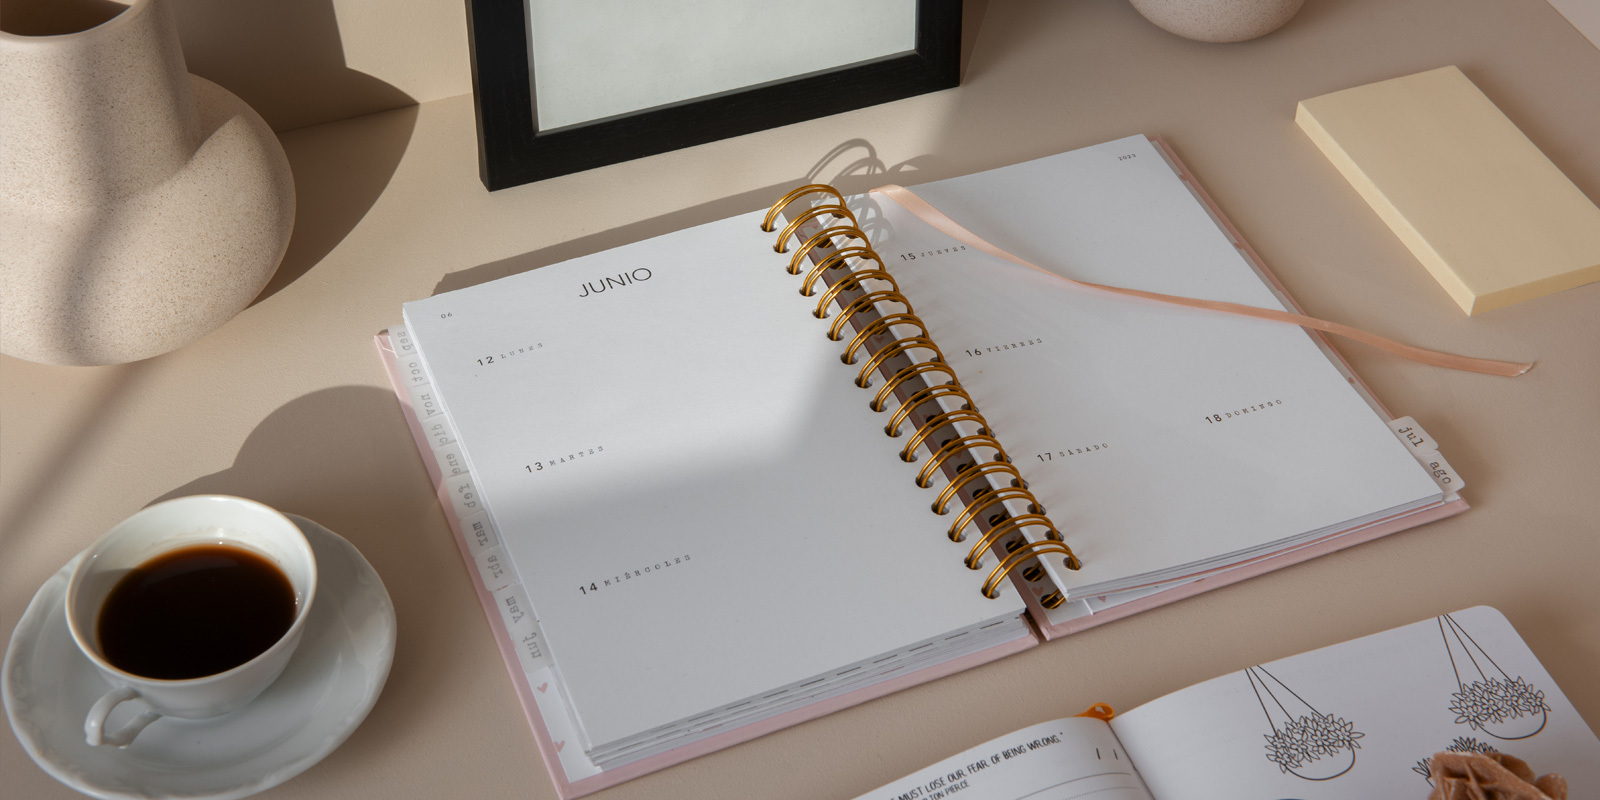 JUNIO
06
12 LUNES
13 MARTES
14 MIÉRCOLES
2023
15 JUEVES
16 VIERNES
17 SÁBADO
18 DOMINGO
jul
ago
MUST LOSE OUR FEAR OF BEING WRONG."
PIERCE